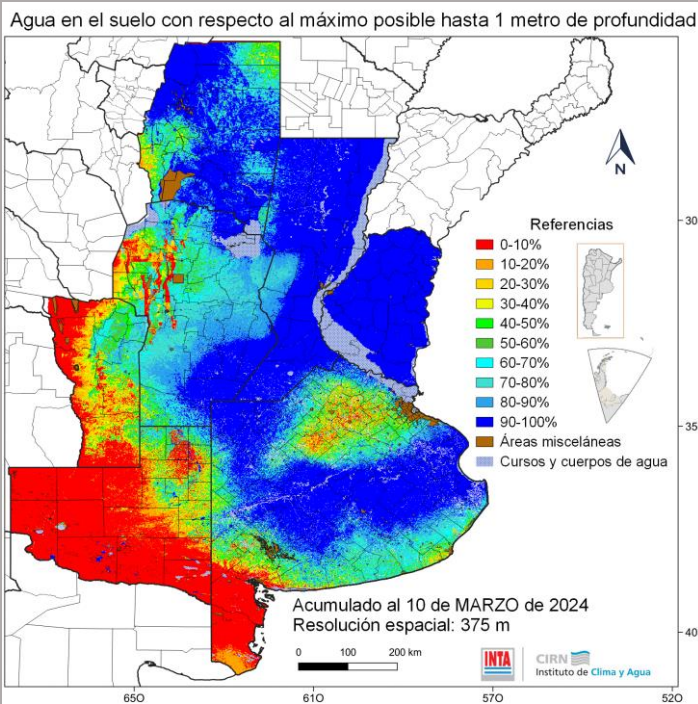 Agua en el suelo con respecto al máximo posible hasta 1 metro de profundidad
N
30
Referencias
0-10%
10-20%
20-30%
30-40%
40-50%
50-60%
60-70%
70-80%
80-90%
90-100%
Áreas misceláneas
Cursos y cuerpos de agua
35
Acumulado al 10 de MARZO de 2024
Resolución espacial: 375 m
0 100 200 km
INTA
CIRN
Instituto de Clima y Agua
40
65O 61O 57O 52O